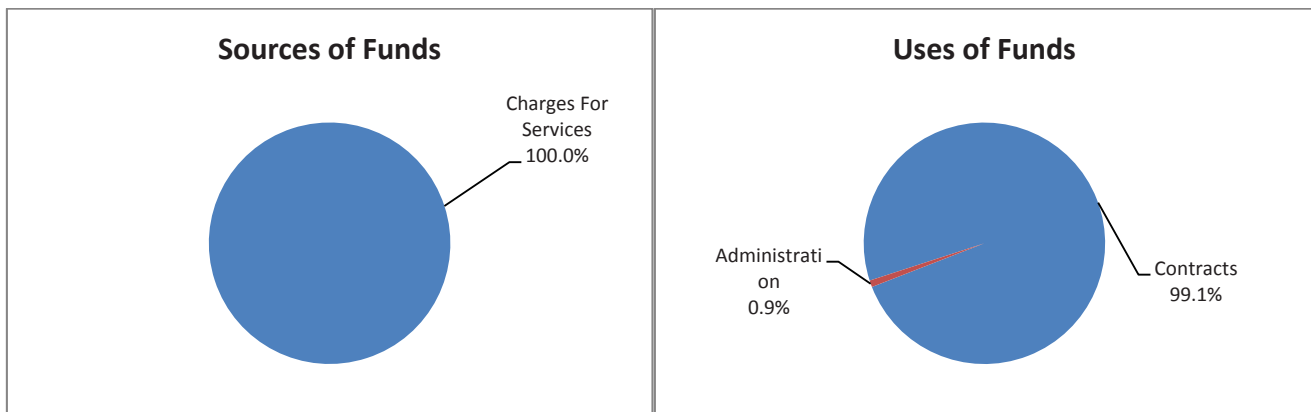 Sources of Funds
Charges For
Services
100.0%
Uses of Funds
Administrati
on
0.9%
Contracts
99.1%